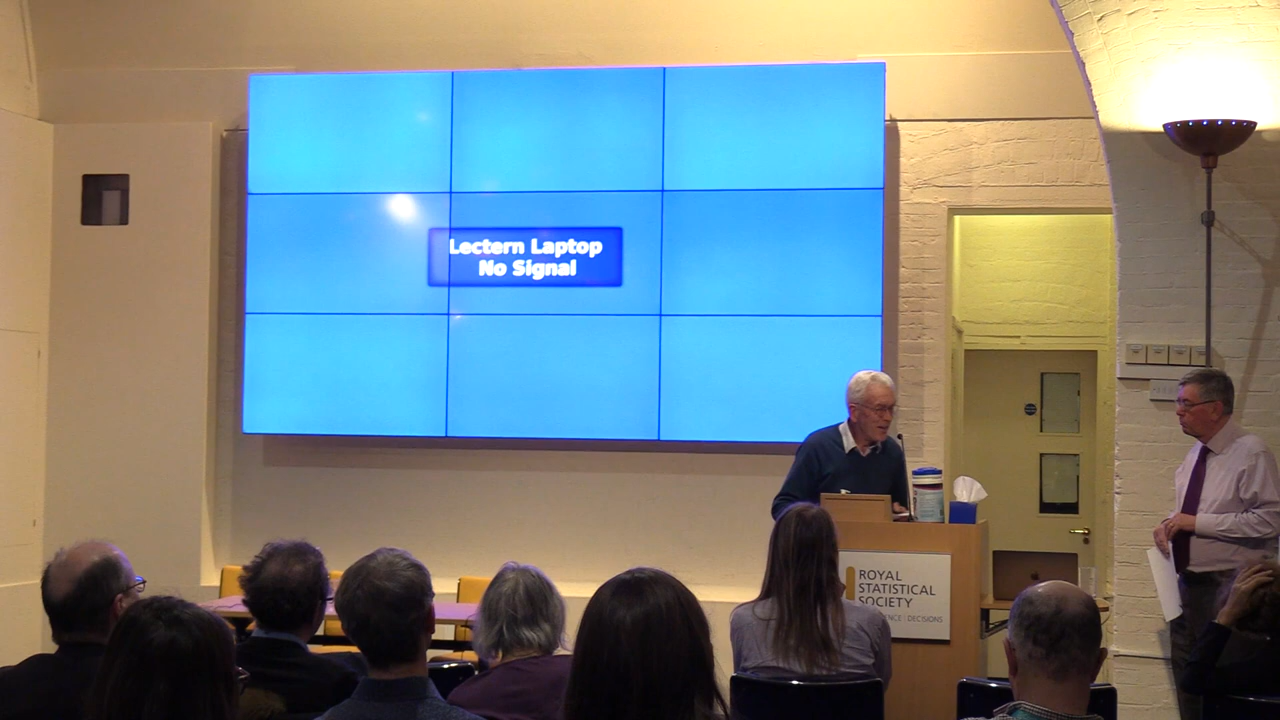 Lectern Laptop
No Signal
ROYAL
STATISTICAL
SOCIETY
DECISIONS